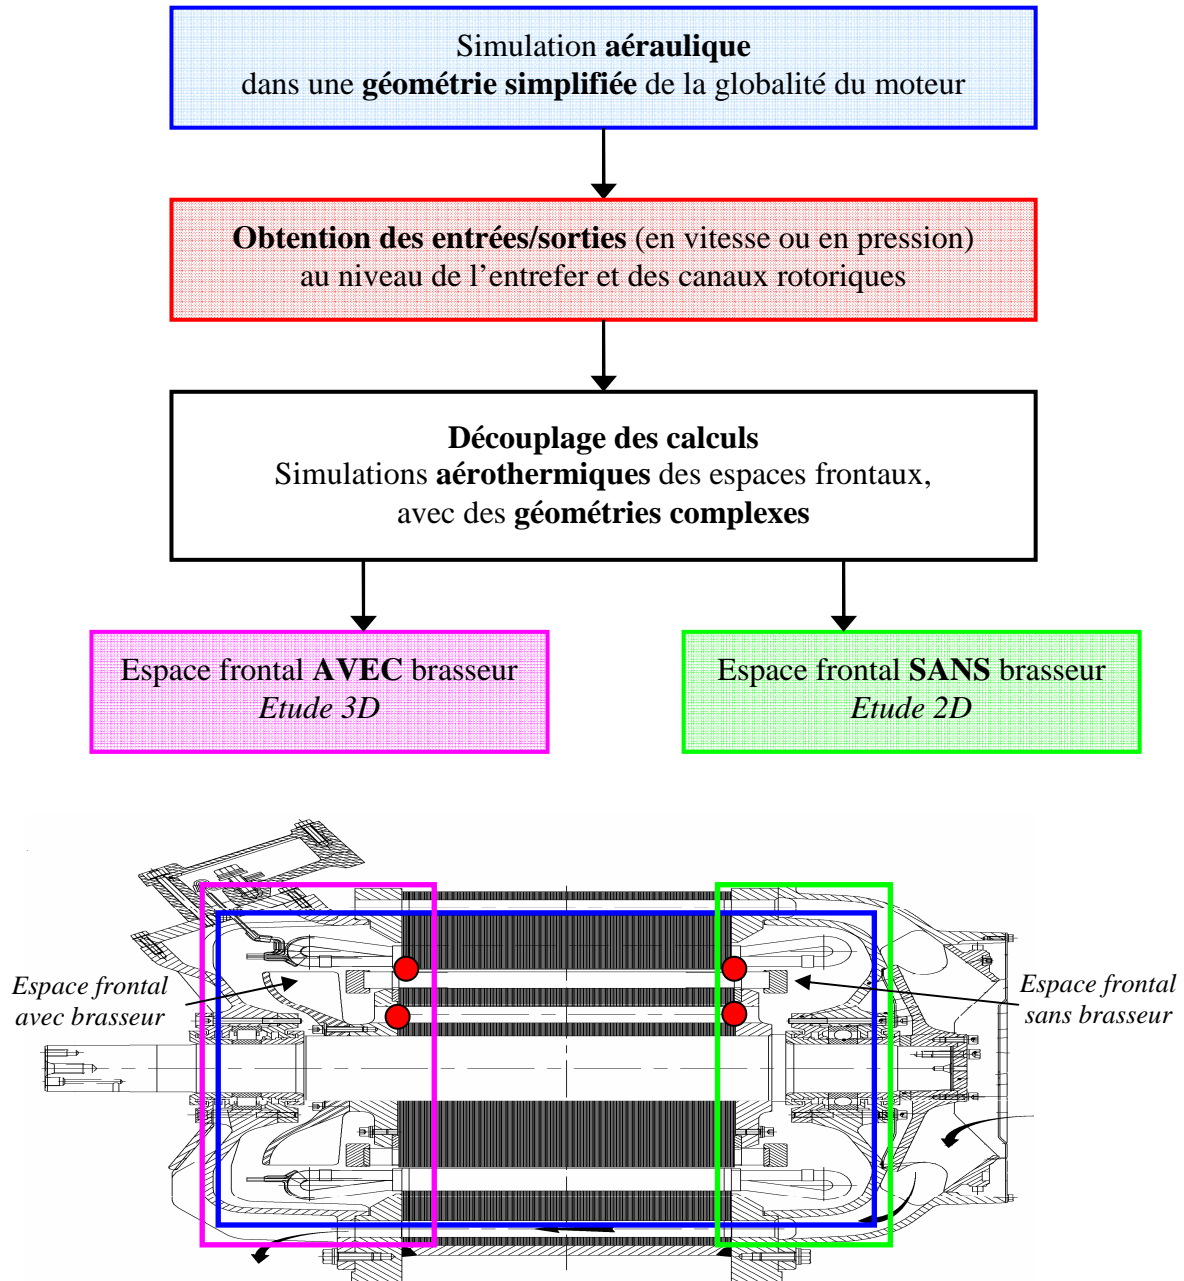 Simulation aéraulique
dans une géométrie simplifiée de la globalité du moteur
Obtention des entrées/sorties (en vitesse ou en pression)
au niveau de l’entrefer et des canaux rotoriques
Découplage des calculs
Simulations aérothermiques des espaces frontaux,
avec des géométries complexes
Espace frontal AVEC brasseur
Etude 3D
Espace frontal SANS brasseur
Etude 2D
Espace frontal
avec brasseur
Espace frontal
sans brasseur